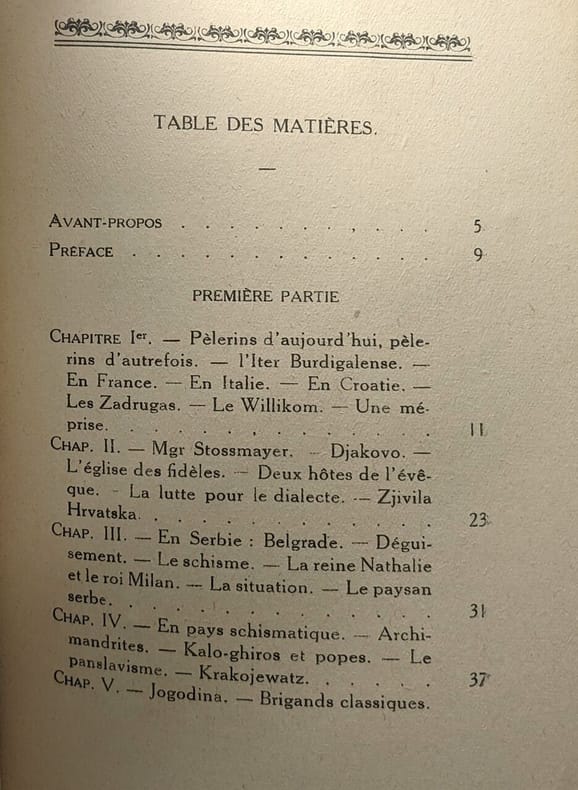 TABLE DES MATIÈRES.
—
AVANT-PROPOS . . . . . . , . . . 5
PRÉFACE . . . . . . . . . . . 9
PREMIÈRE PARTIE
CHAPITRE Ier. — Pèlerins d'aujourd'hui, pèle-
rins d'autrefois. — l'Iter Burdigalense. —
En France. — En Italie. — En Croatie. —
Les Zadrugas. — Le Willikom. — Une mé-
prise. . . . . . . . . . . . 11
CHAP. II. — Mgr Stossmayer. — Djakovo. —
L'église des fidèles. — Deux hôtes de l'évê-
que. - La lutte pour le dialecte. — Zjivila
Hrvatska. . . . . . . . . . . 23
CHAP. III. — En Serbie : Belgrade. — Dégui-
sement. — Le schisme. — La reine Nathalie
et le roi Milan. — La situation. — Le paysan
serbe. . . . . . . . . . . . 31
CHAP. IV. — En pays schismatique. — Archi-
mandrites. — Kalo-ghiros et popes. — Le
panslavisme. — Krakojewatz. . . . . . 37
CHAP. V. — Jogodina. — Brigands classiques.